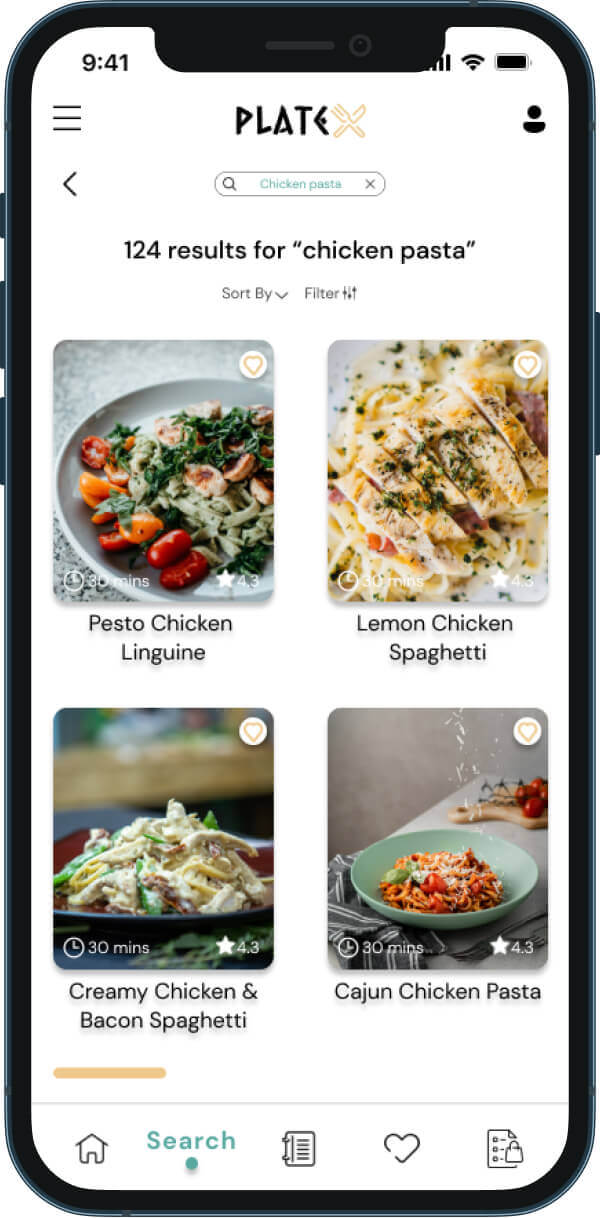 9:41
PLATE
Chicken pasta
124 results for “chicken pasta”
Sort By Filter
30 mins 4.3
30 mins 4.3
Pesto Chicken
Linguine
Lemon Chicken
Spaghetti
30 mins 4.3
30 mins 4.3
Creamy Chicken &
Bacon Spaghetti
Cajun Chicken Pasta
Search